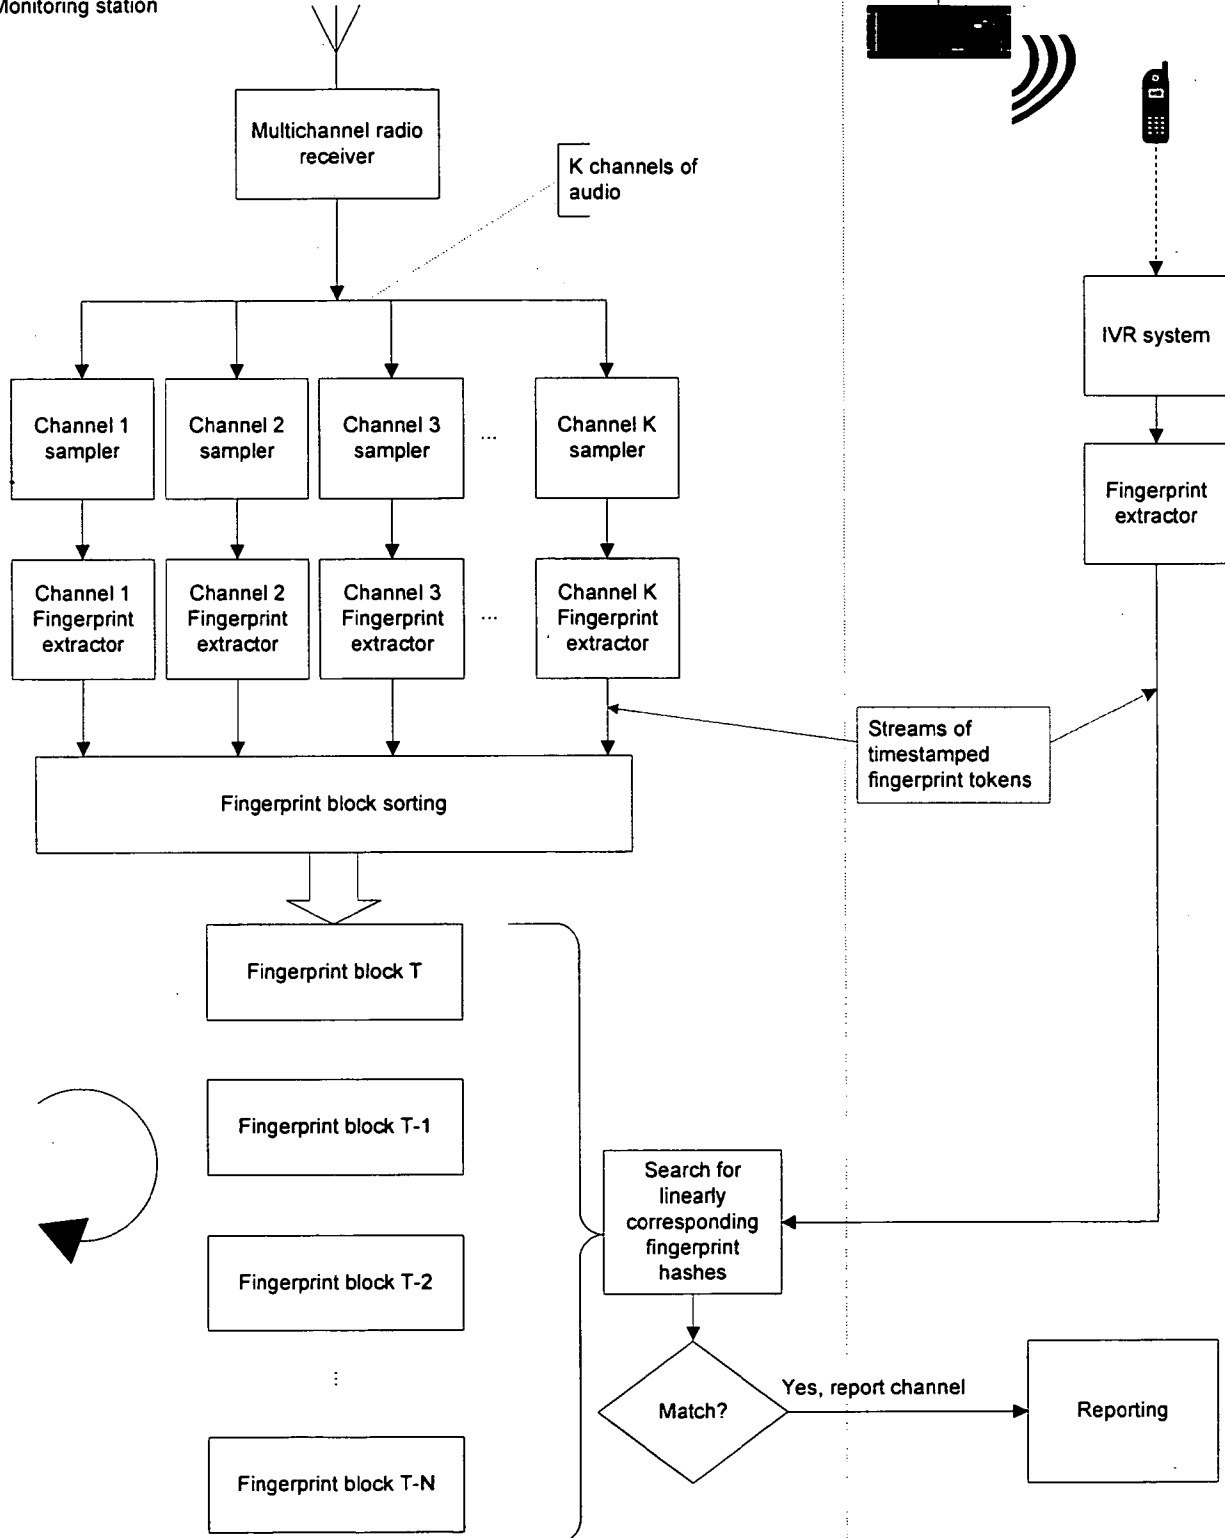 Monitoring station
Multichannel radio
receiver
K channels of
audio
IVR system
Channel 1
sampler
Channel 2
sampler
Channel 3
sampler
...
Channel K
sampler
Fingerprint
extractor
Channel 1
Fingerprint
extractor
Channel 2
Fingerprint
extractor
Channel 3
Fingerprint
extractor
...
Channel K
Fingerprint
extractor
Streams of
timestamped
fingerprint tokens
Fingerprint block sorting
Fingerprint block T
Fingerprint block T-1
Search for
linearly
corresponding
fingerprint
hashes
Fingerprint block T-2
...
Match?
Yes, report channel
Reporting
Fingerprint block T-N